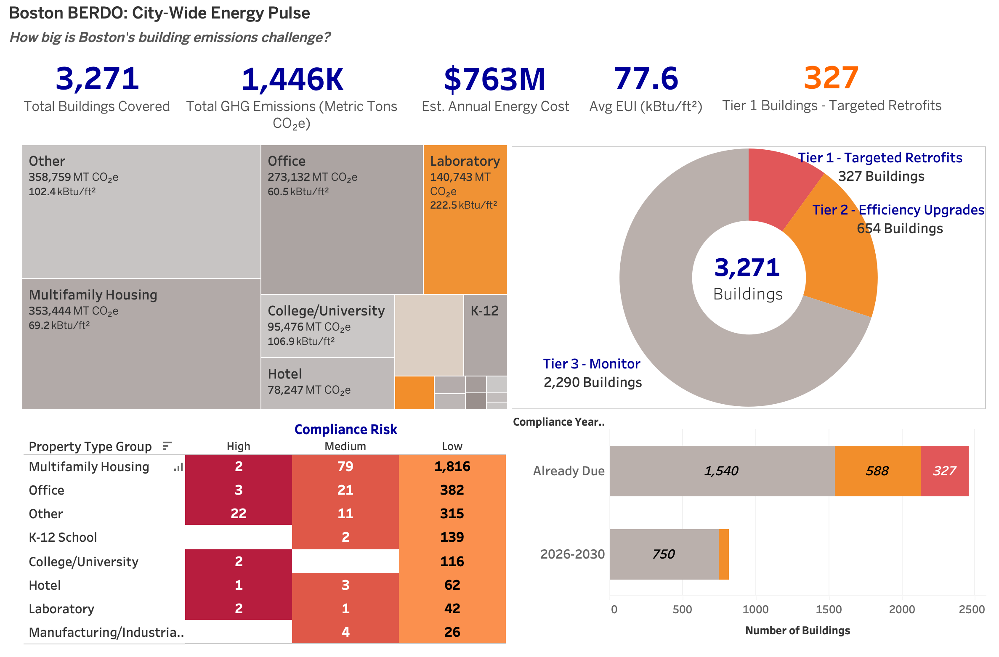 Boston BERDO: City-Wide Energy Pulse
How big is Boston's building emissions challenge?
3,271
Total Buildings Covered
1,446K
Total GHG Emissions (Metric Tons
CO₂e)
$763M
Est. Annual Energy Cost
77.6
Avg EUI (kBtu/ft²)
327
Tier 1 Buildings - Targeted Retrofits
Other
358,759 MT CO₂e
102.4 kBtu/ft²
Office
273,132 MT CO₂e
60.5 kBtu/ft²
Laboratory
140,743 MT
CO₂e
222.5 kBtu/ft²
Multifamily Housing
353,444 MT CO₂e
69.2 kBtu/ft²
College/University
95,476 MT CO₂e
106.9 kBtu/ft²
K-12
Hotel
78,247 MT CO₂e
Tier 1 - Targeted Retrofits
327 Buildings
Tier 2 - Efficiency Upgrades
654 Buildings
3,271
Buildings
Tier 3 - Monitor
2,290 Buildings
Compliance Risk
Property Type Group High Medium Low
Multifamily Housing 2 79 1,816
Office 3 21 382
Other 22 11 315
K-12 School 2 139
College/University 2 116
Hotel 1 3 62
Laboratory 2 1 42
Manufacturing/Industria.. 4 26
Compliance Year..
Already Due 1,540 588 327
2026-2030 750
0 500 1000 1500 2000 2500
Number of Buildings